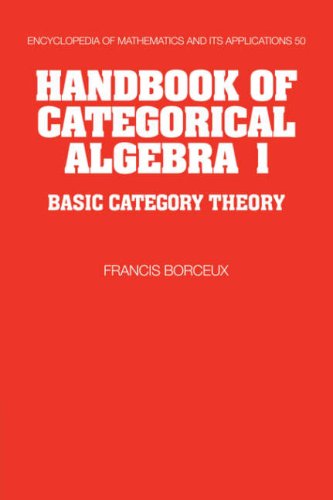 ENCYCLOPEDIA OF MATHEMATICS AND ITS APPLICATIONS 50
HANDBOOK OF
CATEGORICAL
ALGEBRA 1
BASIC CATEGORY THEORY
FRANCIS BORCEUX